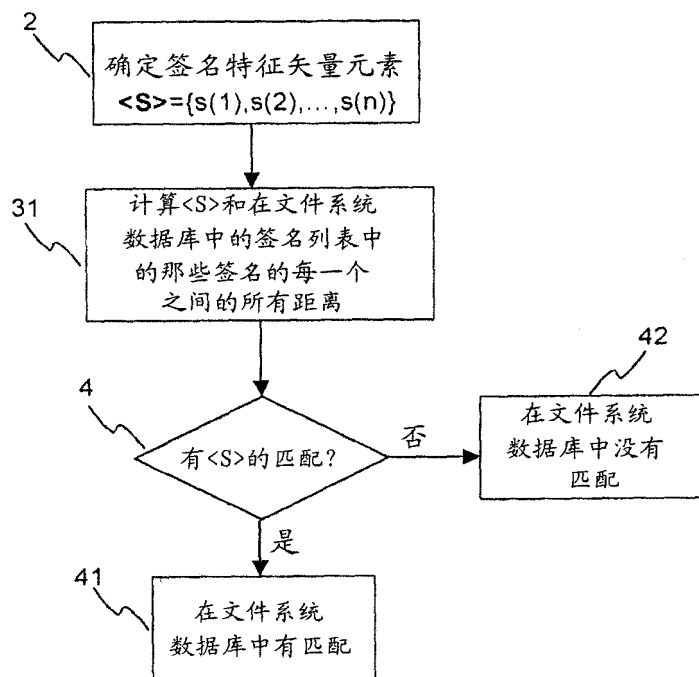 2
确定签名特征矢量元素
<S>={s(1),s(2),...,s(n)}
31
计算<S>和在文件系统
数据库中的签名列表中
的那些签名的每一个
之间的所有距离
42
4
有<S>的匹配?
否
在文件系统
数据库中没有
匹配
是
41
在文件系统
数据库中有匹配